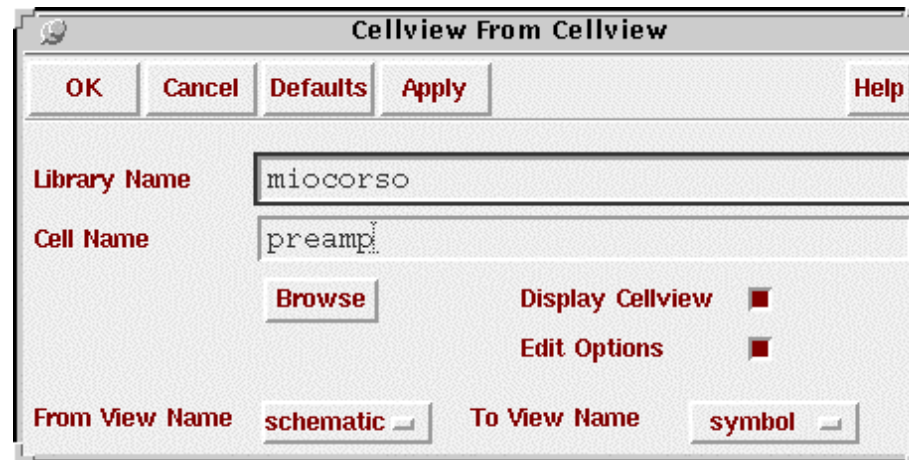 Cellview From Cellview
OK Cancel Defaults Apply Help
Library Name miocorso
Cell Name preamp
Browse Display Cellview
Edit Options
From View Name schematic To View Name symbol